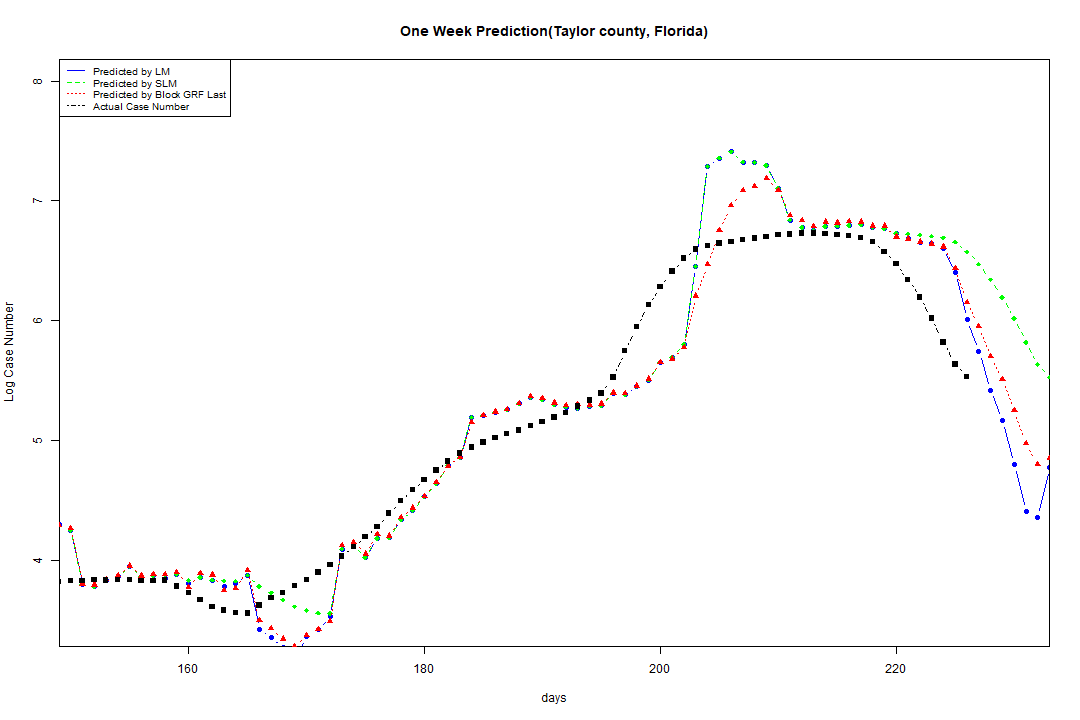 One Week Prediction(Taylor county, Florida)
Predicted by LM
Predicted by SLM
Predicted by Block GRF Last
Actual Case Number
8
7
6
5
4
Log Case Number
160
180
200
220
days